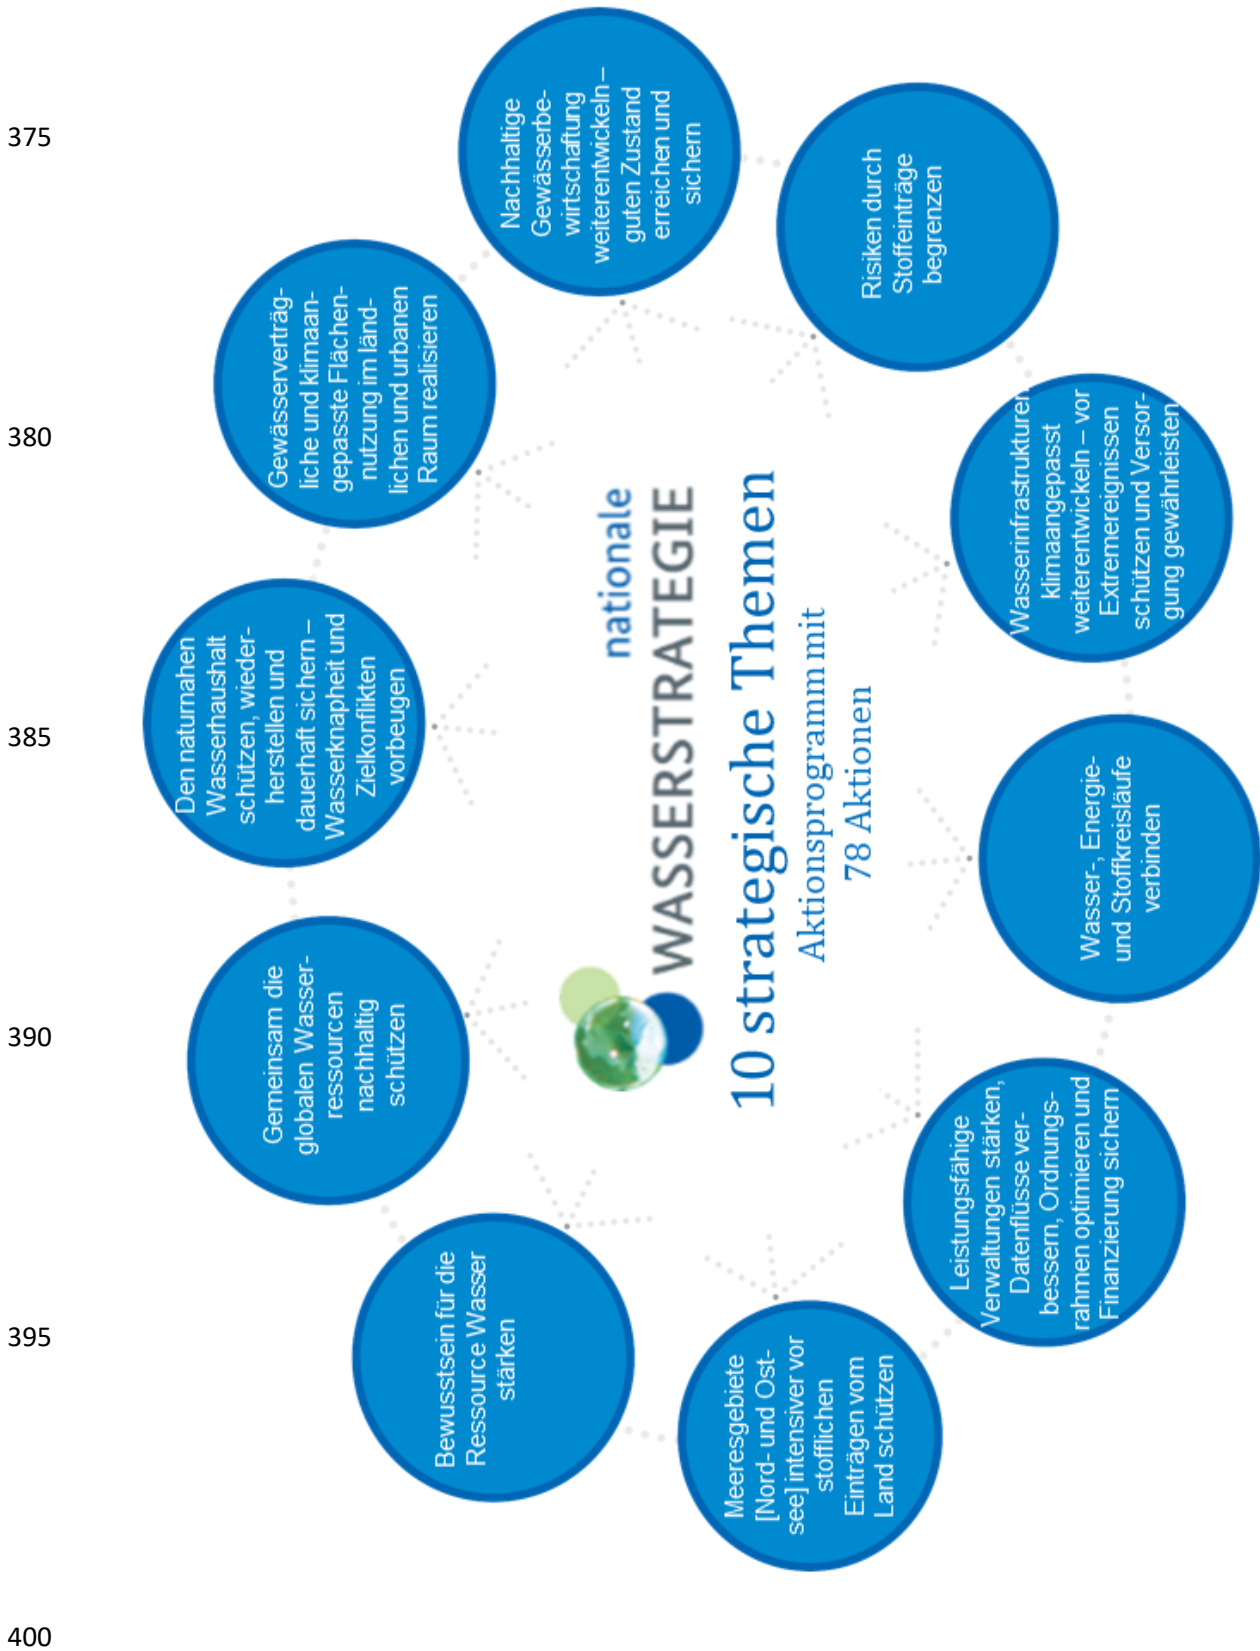 375
380
385
390
395
400
nationale
WASSERSTRATEGIE
10 strategische Themen
Aktionsprogramm mit
78 Aktionen
Den naturnahen
Wasserhaushalt
schützen, wieder-
herstellen und
dauerhaft sichern –
Wasserknapheit und
Zielkonflikten
vorbeugen
Gewässerverträg-
liche und klimaan-
gepasste Flächen-
nutzung im länd-
lichen und urbanen
Raum realisieren
Nachhaltige
Gewässerbe-
wirtschaftung
weiterentwickeln –
guten Zustand
erreichen und
sichern
Risiken durch
Stoffeinträge
begrenzen
Wasserinfrastrukturen
klimaangepasst
weiterentwickeln – vor
Extremereignissen
schützen und Versor-
gung gewährleisten
Wasser-, Energie-
und Stoffkreisläufe
verbinden
Leistungsfähige
Verwaltungen stärken,
Datenflüsse ver-
bessern, Ordnungs-
rahmen optimieren und
Finanzierung sichern
Meeresgebiete
[Nord- und Ost-
see] intensiver vor
stofflichen
Einträgen vom
Land schützen
Bewusstsein für die
Ressource Wasser
stärken
Gemeinsam die
globalen Wasser-
ressourcen
nachhaltig
schützen